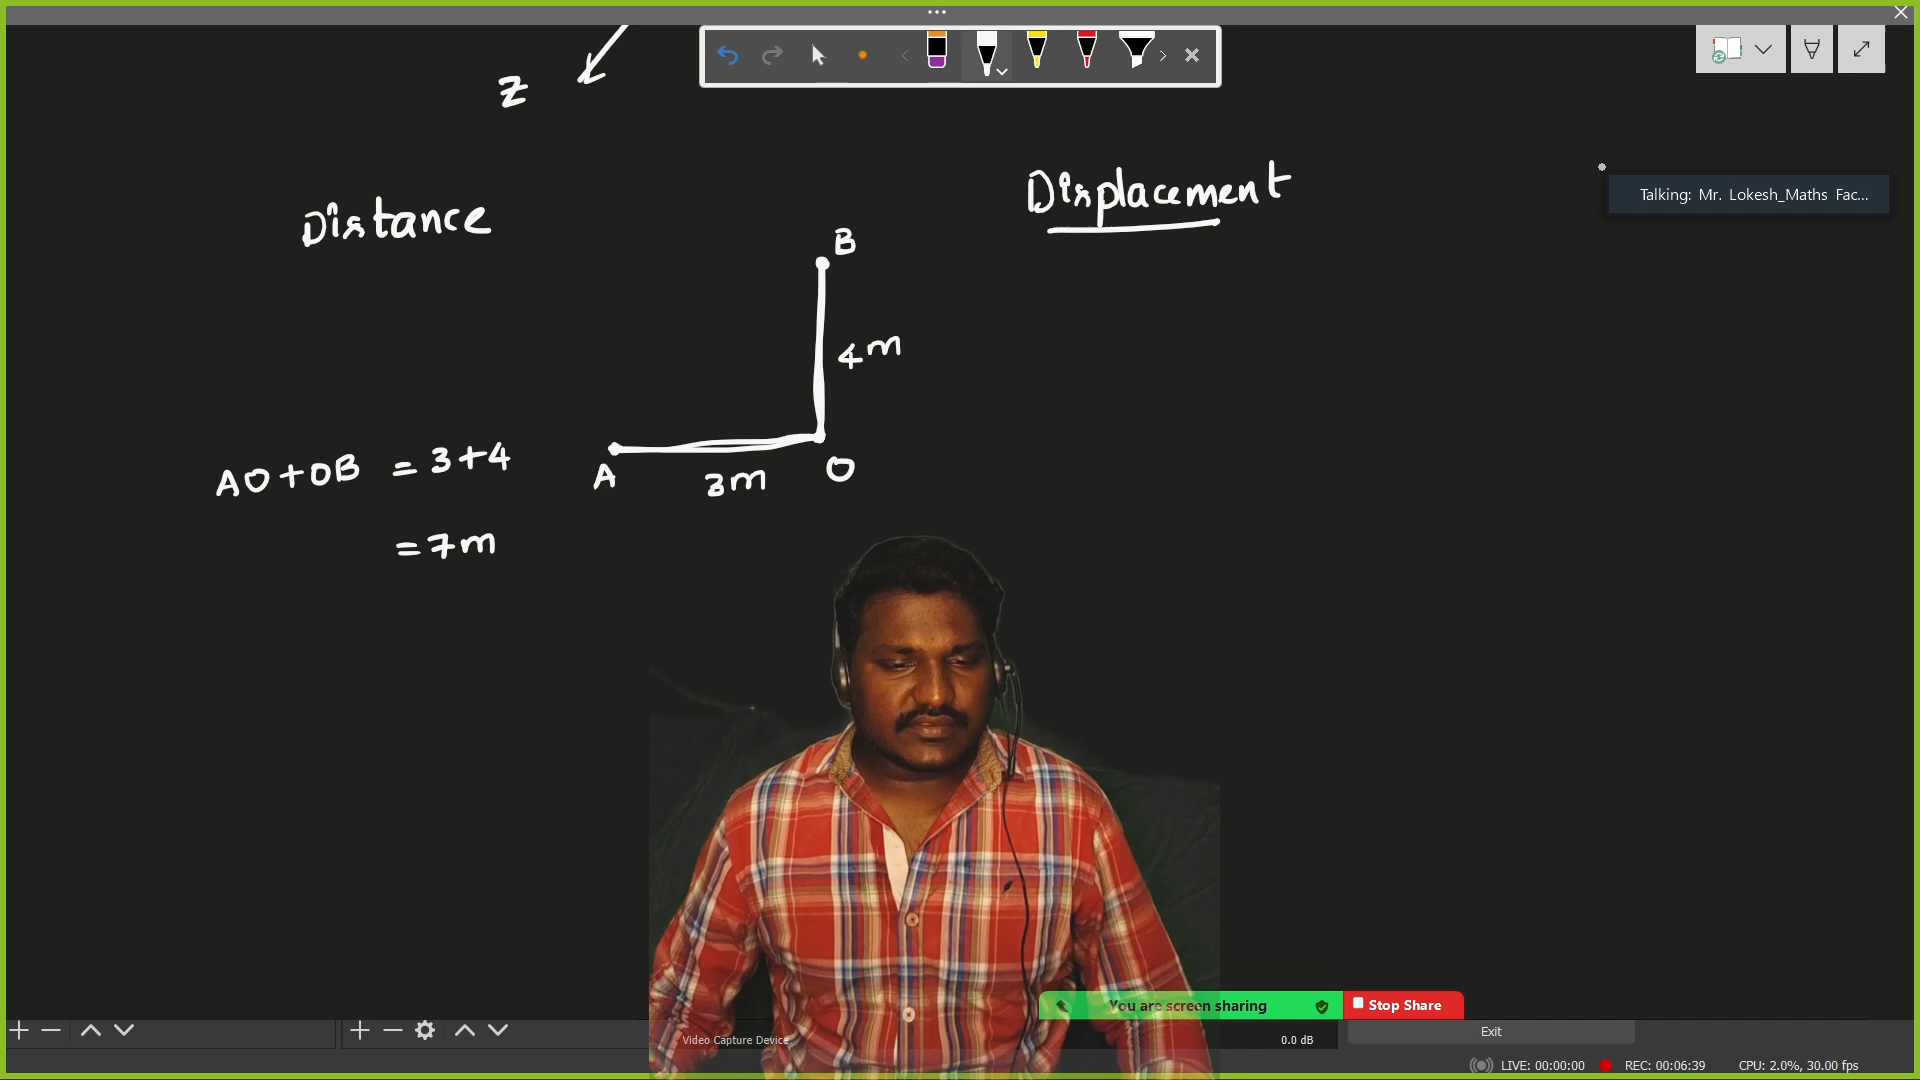 Z
Talking: Mr. Lokesh_Maths Fac...
Displacement
Distance
B
4m
AO+OB = 3+4
A
3m
O
=7m
You are screen sharing
Stop Share
Exit
Video Capture Device
0.0 dB
LIVE: 00:00:00
REC: 00:06:39
CPU: 2.0%, 30.00 fps